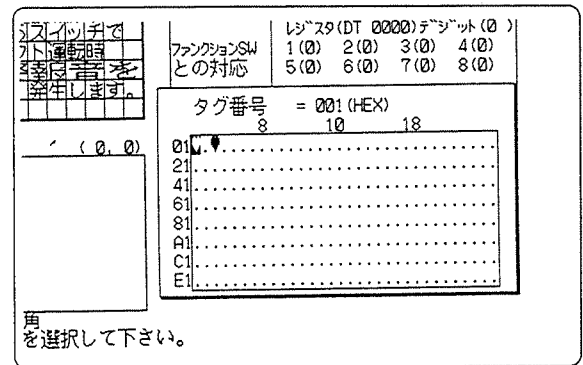 スイッチで
ト運転時
発生します。
レジスタ(DT 0000)デジット(0 )
ファンクションSW
との対応
1(0) 2(0) 3(0) 4(0)
5(0) 6(0) 7(0) 8(0)
タグ番号 = 001(HEX)
8 10 18
01
21
41
61
81
A1
C1
E1
( 0, 0)
角
を選択して下さい。